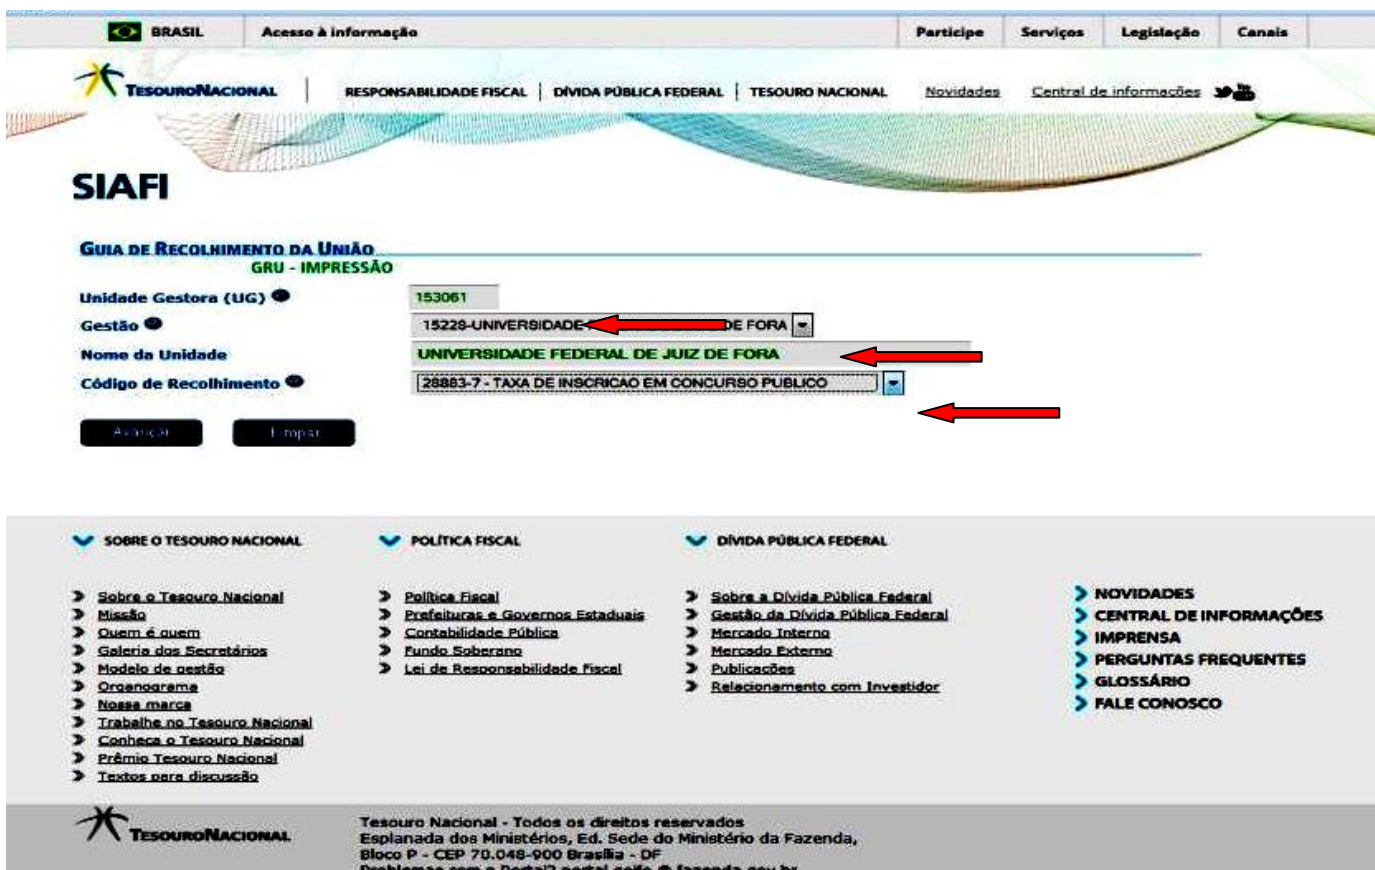 BRASIL Acesso à informação Participe Serviços Legislação Canais
TESOURONACIONAL RESPONSABILIDADE FISCAL DÍVIDA PÚBLICA FEDERAL TESOURO NACIONAL Novidades Central de informações
SIAFI
GUIA DE RECOLHIMENTO DA UNIÃO
GRU - IMPRESSÃO
Unidade Gestora (UG) 153061
Gestão 15228-UNIVERSIDADE DE FORA
Nome da Unidade UNIVERSIDADE FEDERAL DE JUIZ DE FORA
Código de Recolhimento 28883-7 - TAXA DE INSCRICAO EM CONCURSO PUBLICO
Avançar Limpar
SOBRE O TESOURO NACIONAL POLÍTICA FISCAL DÍVIDA PÚBLICA FEDERAL
Sobre o Tesouro Nacional
Missão
Quem é quem
Galeria dos Secretários
Modelo de gestão
Organograma
Nossa marca
Trabalhe no Tesouro Nacional
Conheça o Tesouro Nacional
Prêmio Tesouro Nacional
Textos para discussão
Política Fiscal
Prefeituras e Governos Estaduais
Contabilidade Pública
Fundo Soberano
Lei de Responsabilidade Fiscal
Sobre a Dívida Pública Federal
Gestão da Dívida Pública Federal
Mercado Interno
Mercado Externo
Publicações
Relacionamento com Investidor
NOVIDADES
CENTRAL DE INFORMAÇÕES
IMPRENSA
PERGUNTAS FREQUENTES
GLOSSÁRIO
FALE CONOSCO
TESOURONACIONAL
Tesouro Nacional - Todos os direitos reservados
Esplanada dos Ministérios, Ed. Sede do Ministério da Fazenda,
Bloco P - CEP 70.048-900 Brasília - DF